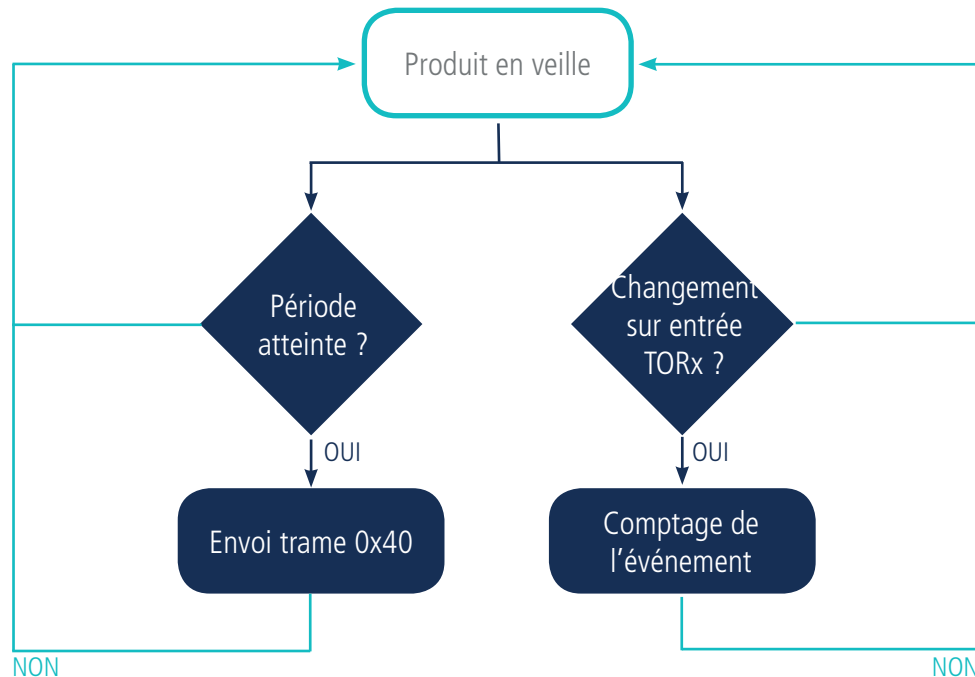 Produit en veille
Période
atteinte ?
Changement
sur entrée
TORx ?
OUI
OUI
Envoi trame 0x40
Comptage de
l’événement
NON
NON